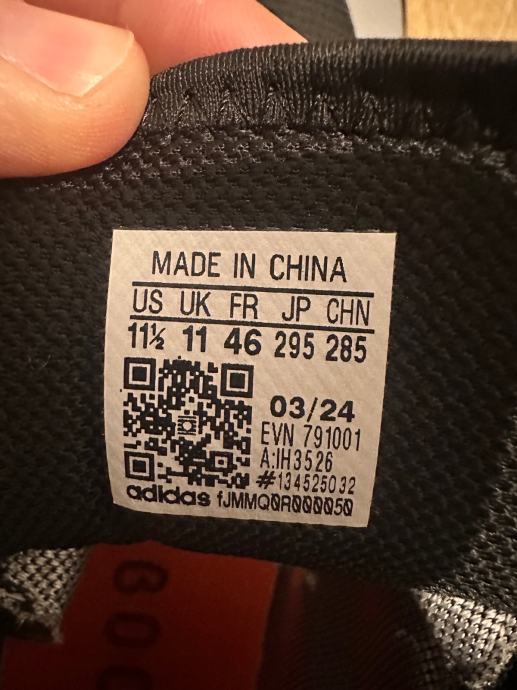 MADE IN CHINA
US UK FR JP CHN
11½ 11 46 295 285
03/24
EVN 791001
A:IH3526
#134525032
adidas fJMMQ0R000050